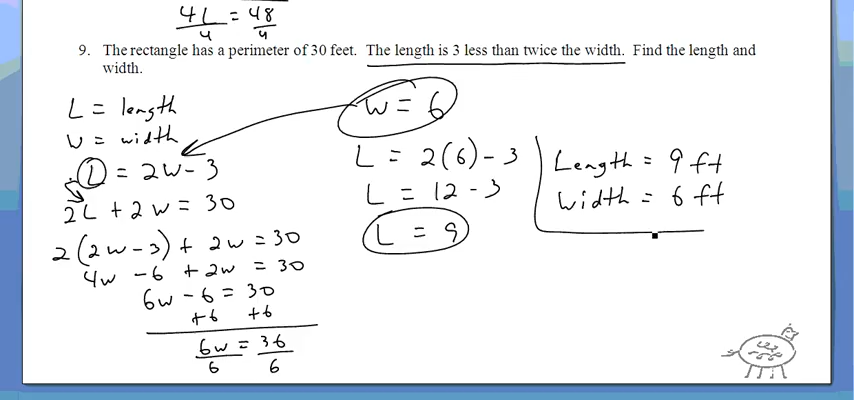 4L = 48
4 4
9. The rectangle has a perimeter of 30 feet. The length is 3 less than twice the width. Find the length and
width.
L = length
W = width
L = 2W - 3
2L + 2W = 30
2(2W - 3) + 2W = 30
4W - 6 + 2W = 30
6W - 6 = 30
+6 +6
6W = 36
6 6
W = 6
L = 2(6) - 3
L = 12 - 3
L = 9
Length = 9 ft
Width = 6 ft